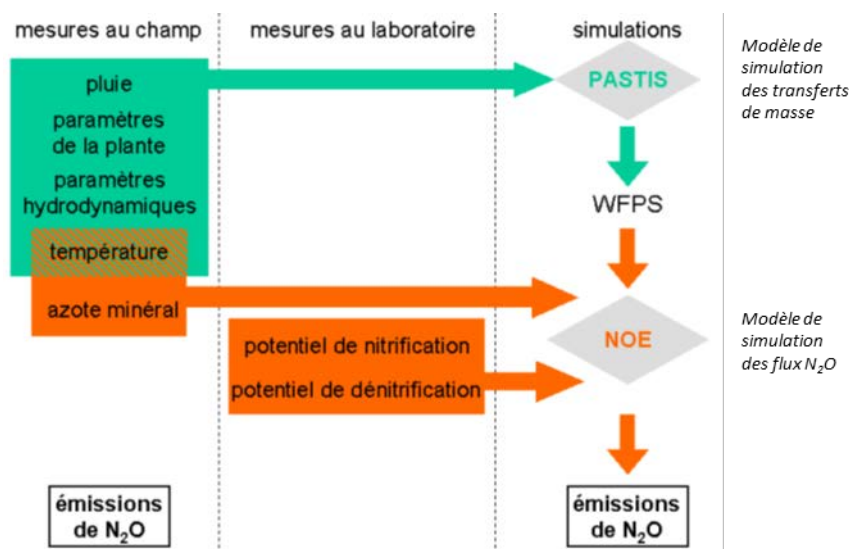 mesures au champ
mesures au laboratoire
simulations
Modèle de
simulation
des transferts
de masse
pluie
PASTIS
paramètres
de la plante
paramètres
hydrodynamiques
WFPS
température
azote minéral
NOE
Modèle de
simulation
des flux N₂O
potentiel de nitrification
potentiel de dénitrification
émissions
de N₂O
émissions
de N₂O